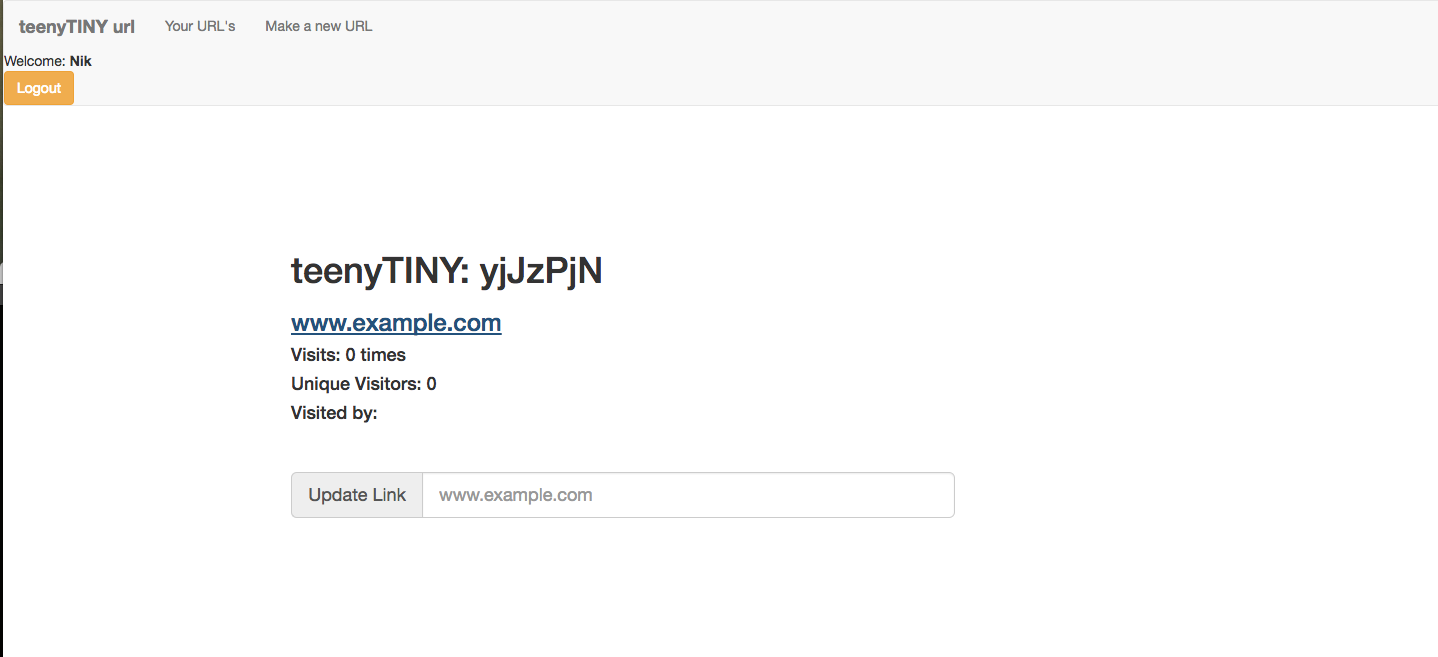 teenyTINY url Your URL's Make a new URL
Welcome: Nik
Logout
teenyTINY: yjJzPjN
www.example.com
Visits: 0 times
Unique Visitors: 0
Visited by:
Update Link www.example.com